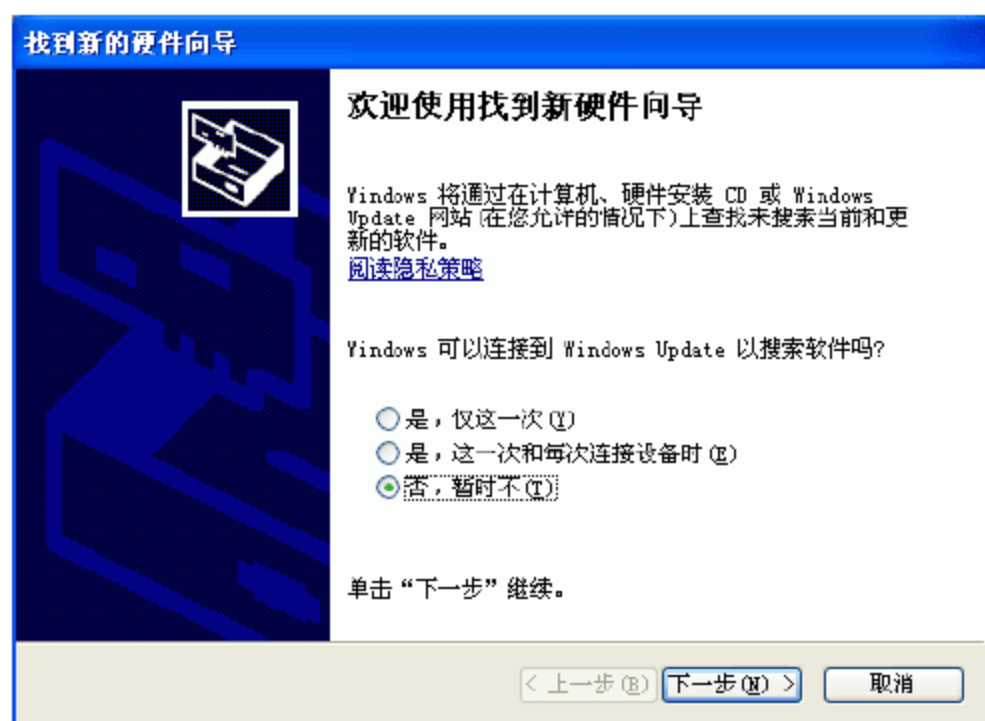 找到新的硬件向导
欢迎使用找到新硬件向导
Windows 将通过在计算机、硬件安装 CD 或 Windows
Update 网站(在您允许的情况下)上查找来搜索当前和更
新的软件。
阅读隐私策略
Windows 可以连接到 Windows Update 以搜索软件吗?
是，仅这一次(Y)
是，这一次和每次连接设备时(E)
否，暂时不(T)
单击“下一步”继续。
< 上一步(B) 下一步(N) > 取消